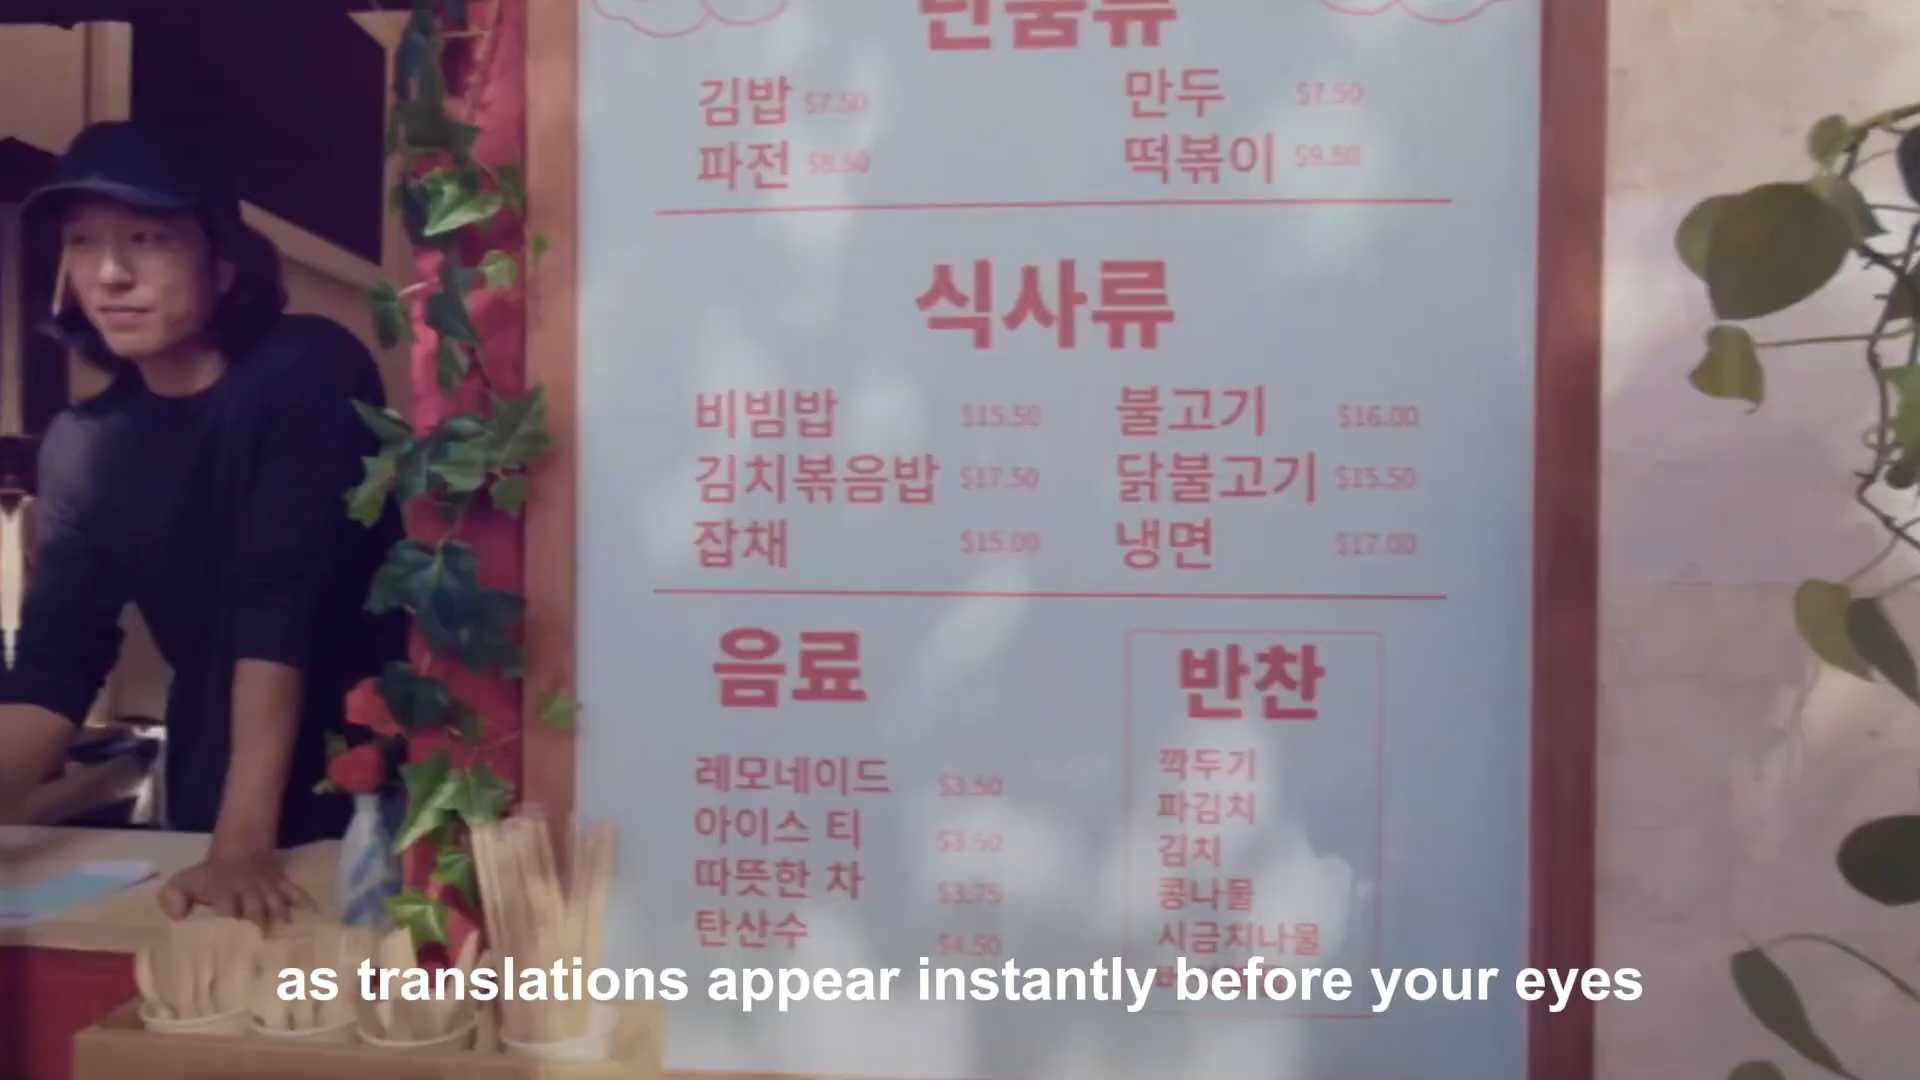 단품류
김밥 $7.50 만두 $7.50
파전 $8.50 떡볶이 $9.50
식사류
비빔밥 $15.50 불고기 $16.00
김치볶음밥 $17.50 닭불고기 $15.50
잡채 $15.00 냉면 $17.00
음료
레모네이드 $3.50
아이스 티 $3.50
따뜻한 차 $3.75
탄산수 $4.50
반찬
깍두기
파김치
김치
콩나물
시금치나물
as translations appear instantly before your eyes